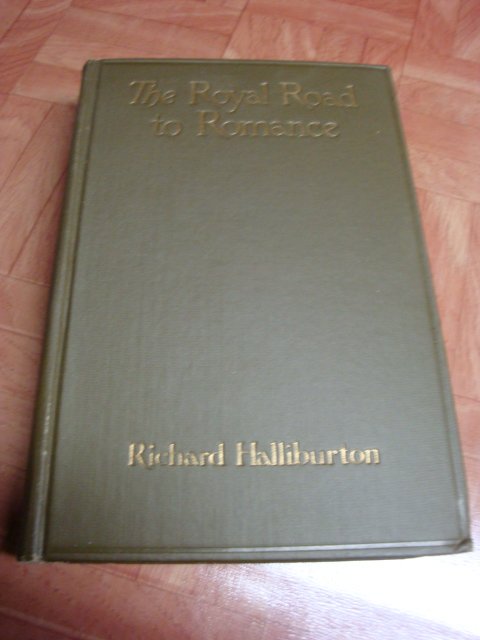 The Royal Road
to Romance
Richard Halliburton